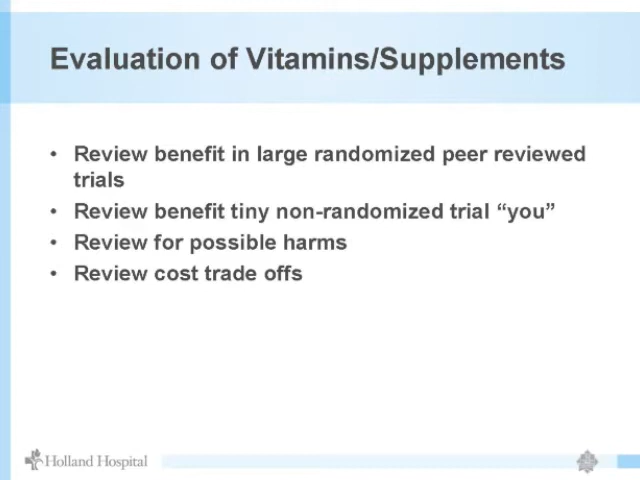 Evaluation of Vitamins/Supplements
• Review benefit in large randomized peer reviewed
trials
• Review benefit tiny non-randomized trial “you”
• Review for possible harms
• Review cost trade offs
Holland Hospital